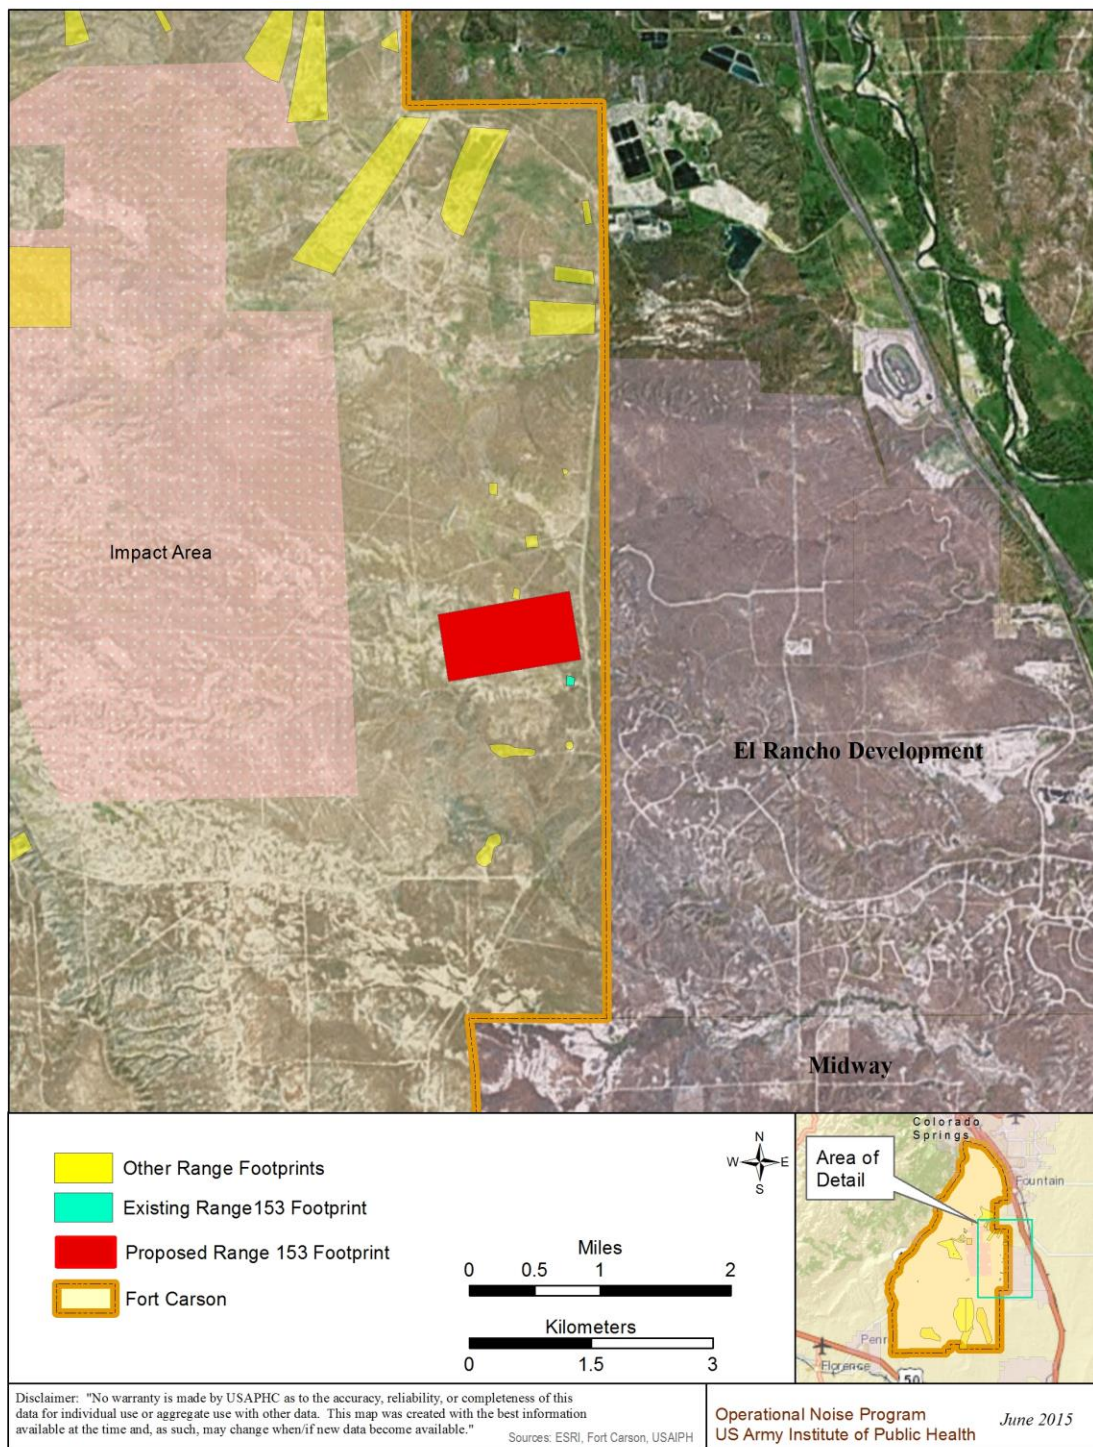 Impact Area
El Rancho Development
Midway
Other Range Footprints
Existing Range153 Footprint
Proposed Range 153 Footprint
Fort Carson
N
W E
S
Miles
0 0.5 1 2
Kilometers
0 1.5 3
Colorado
Springs
Area of
Detail
Fountain
Penr
Florence
50
Disclaimer: "No warranty is made by USAPHC as to the accuracy, reliability, or completeness of this
data for individual use or aggregate use with other data. This map was created with the best information
available at the time and, as such, may change when/if new data become available."
Sources: ESRI, Fort Carson, USAIPH
Operational Noise Program
US Army Institute of Public Health
June 2015